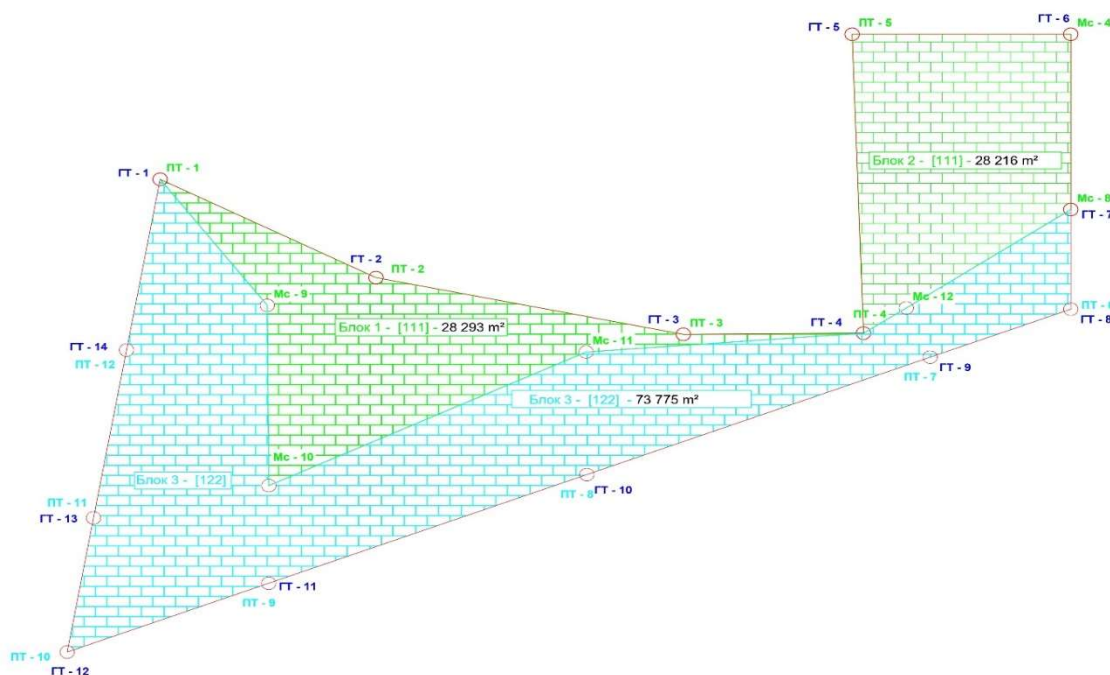 ГТ - 5
ПТ - 5
ГТ - 6
Мс - 4
Блок 2 - [111] - 28 216 m²
ГТ - 1
ПТ - 1
Мс - 8
ГТ - 7
ГТ - 2
ПТ - 2
Мс - 9
Мс - 12
ПТ - 6
ГТ - 8
Блок 1 - [111] - 28 293 m²
ГТ - 3
ПТ - 3
ГТ - 4
ПТ - 4
Мс - 11
ГТ - 14
ПТ - 12
ГТ - 9
ПТ - 7
Блок 3 - [122] - 73 775 m²
Мс - 10
Блок 3 - [122]
ПТ - 8
ГТ - 10
ПТ - 11
ГТ - 13
ГТ - 11
ПТ - 9
ПТ - 10
ГТ - 12